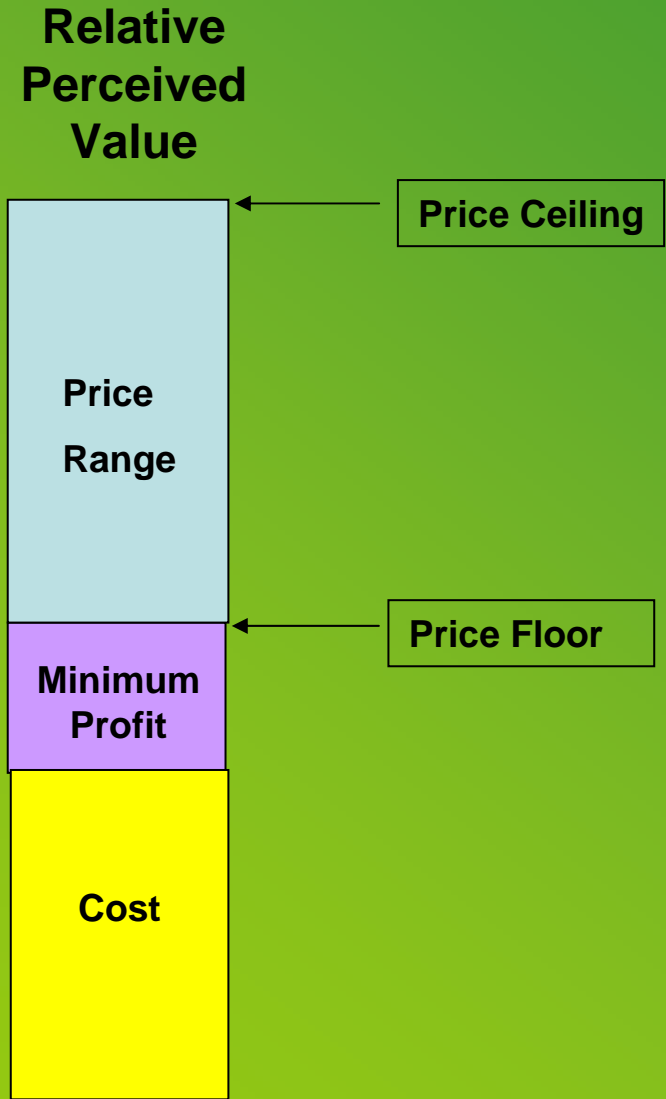 Relative
Perceived
Value
Price Ceiling
Price
Range
Price Floor
Minimum
Profit
Cost